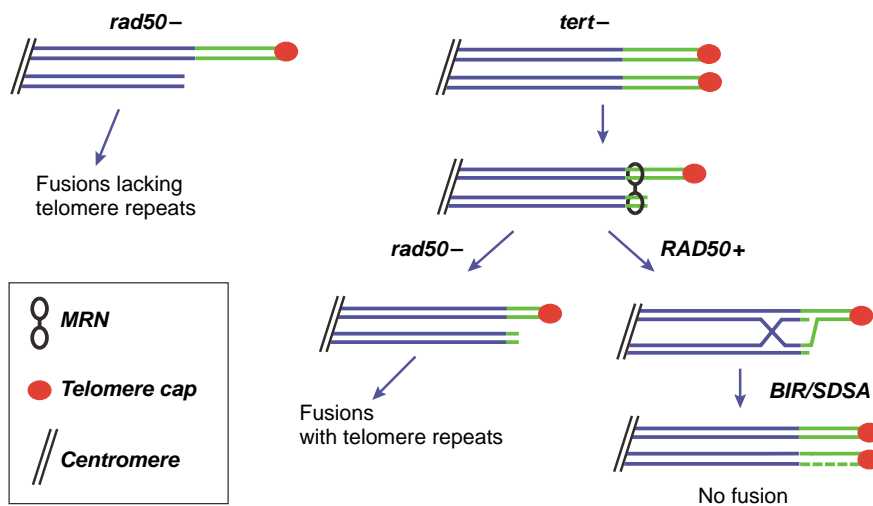 rad50–
Fusions lacking
telomere repeats
tert–
rad50–
RAD50+
Fusions
with telomere repeats
BIR/SDSA
No fusion
MRN
Telomere cap
Centromere